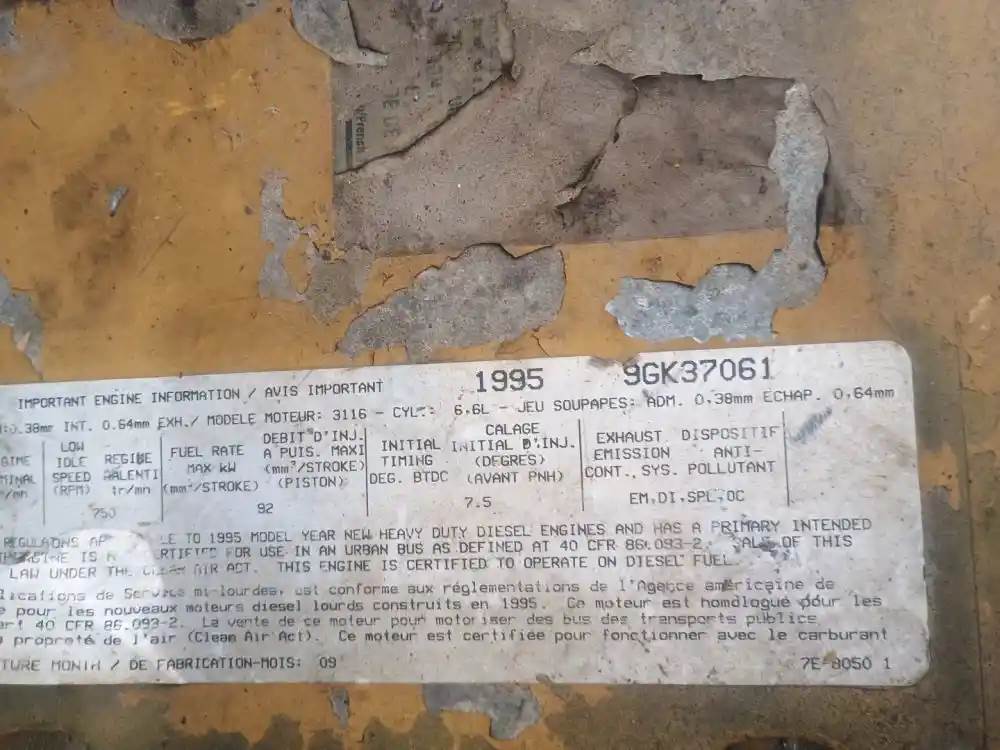 IMPORTANT ENGINE INFORMATION / AVIS IMPORTANT 1995 9GK37061
0.38mm INT. 0.64mm EXH./ MODELE MOTEUR: 3116 - CYL.: 6.6L - JEU SOUPAPES: ADM. 0.38mm ECHAP. 0.64mm
LOW IDLE SPEED (RPM)
REGIME RALENTI tr/mn
750
FUEL RATE MAX kW (mm³/STROKE)
DEBIT D'INJ. A PUIS. MAXI (mm³/STROKE) (PISTON)
92
INITIAL TIMING DEG. BTDC
CALAGE INITIAL D'INJ. (DEGRES) (AVANT PNH)
7.5
EXHAUST EMISSION CONT. SYS.
DISPOSITIF ANTI-POLLUTANT
EM,DI,SPL,OC
TO 1995 MODEL YEAR NEW HEAVY DUTY DIESEL ENGINES AND HAS A PRIMARY INTENDED
FOR USE IN AN URBAN BUS AS DEFINED AT 40 CFR 86.093-2. SALE OF THIS
LAW UNDER THE CLEAN AIR ACT. THIS ENGINE IS CERTIFIED TO OPERATE ON DIESEL FUEL.
de mi-lourdes, est conforme aux réglementations de l'Agence américaine de
pour les nouveaux moteurs diesel lourds construits en 1995. Ce moteur est homologué pour les
40 CFR 86.093-2. La vente de ce moteur pour motoriser des bus des transports publics
propreté de l'air (Clean Air Act). Ce moteur est certifiée pour fonctionner avec le carburant
MONTH / DE FABRICATION-MOIS: 09 7E-8050 1